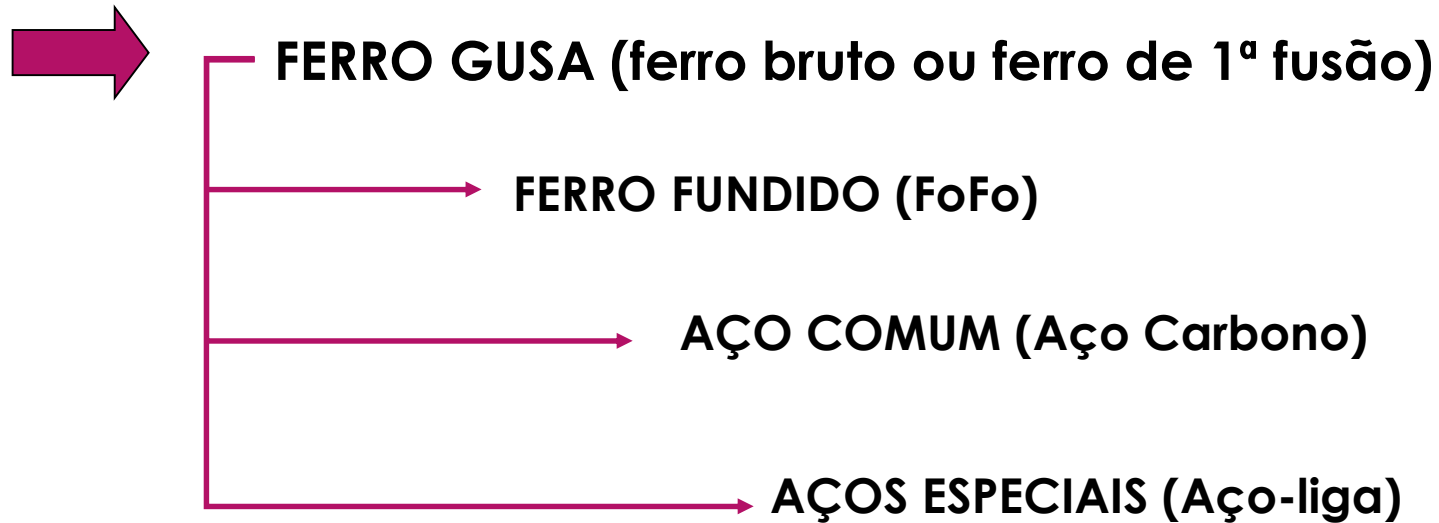 FERRO GUSA (ferro bruto ou ferro de 1ª fusão)
FERRO FUNDIDO (FoFo)
AÇO COMUM (Aço Carbono)
AÇOS ESPECIAIS (Aço-liga)